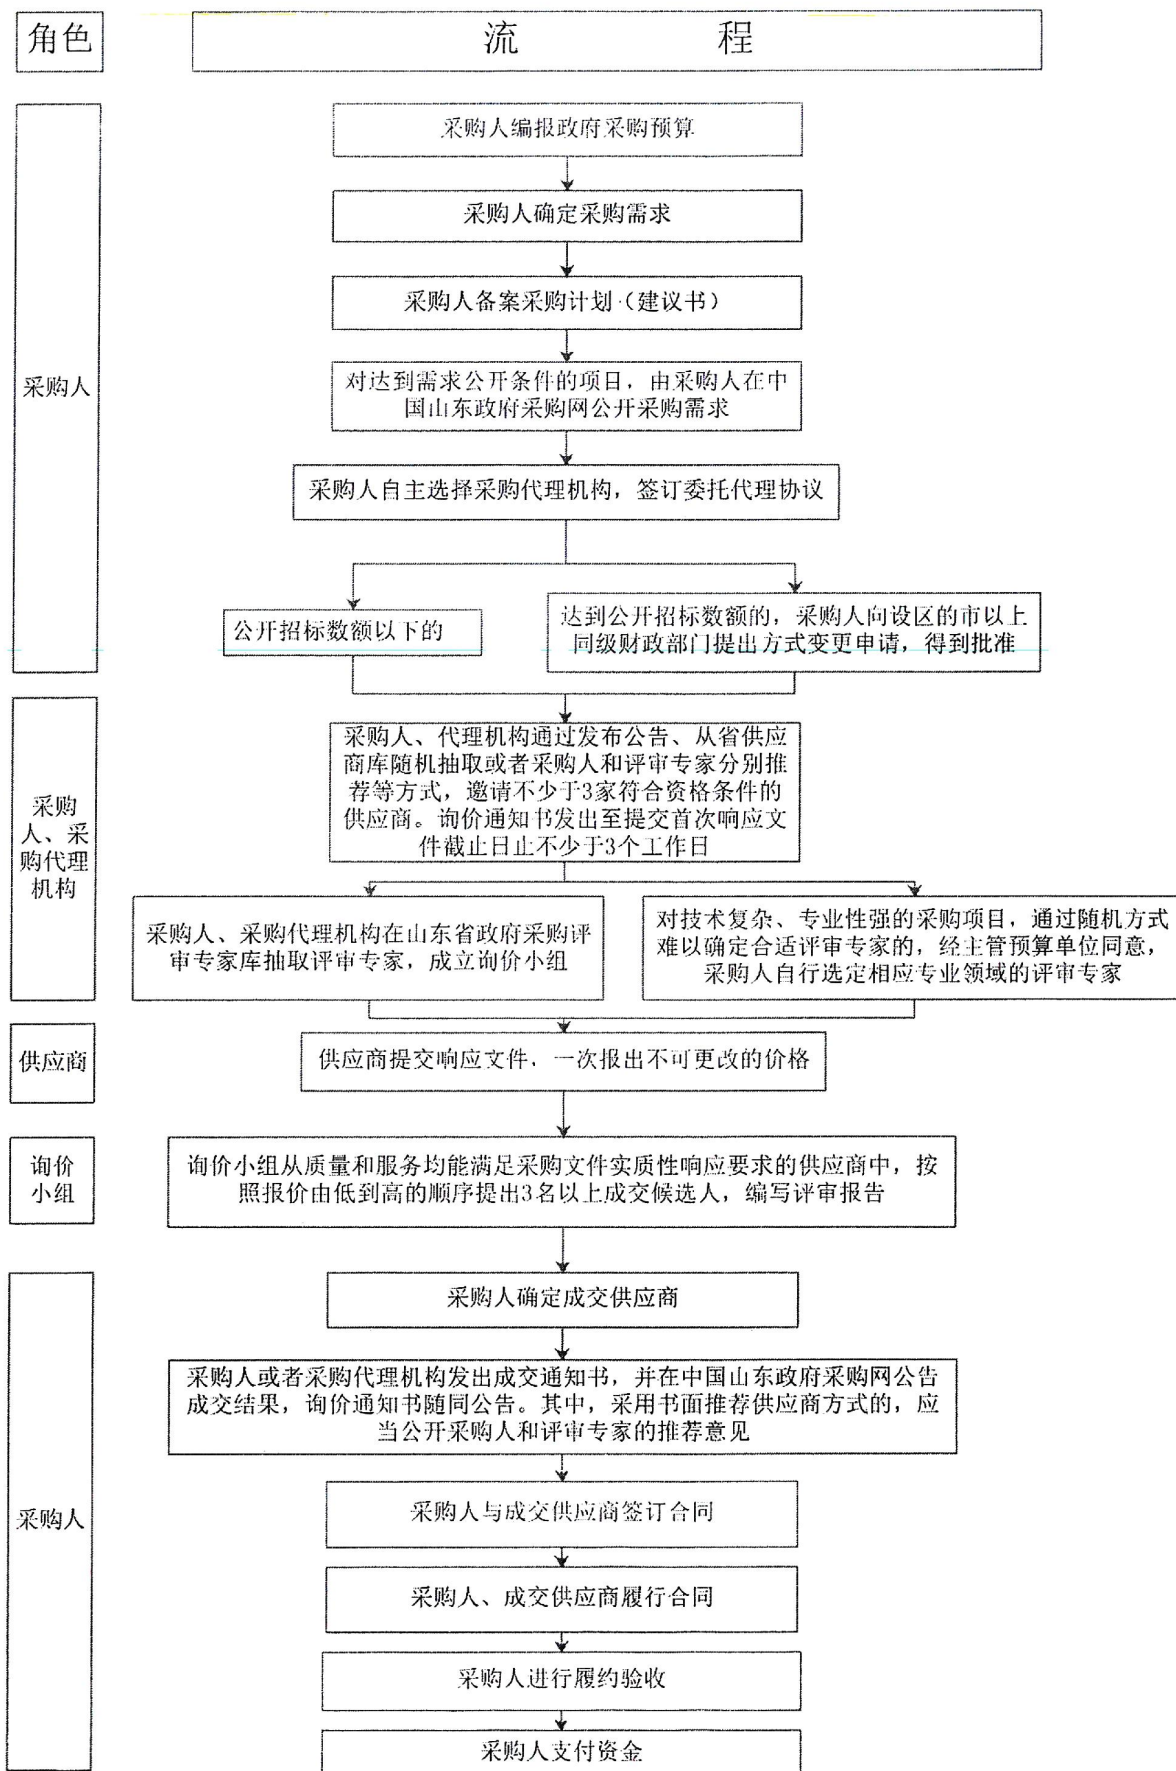 角色
流 程
采购人
采购人编报政府采购预算
采购人确定采购需求
采购人备案采购计划（建议书）
对达到需求公开条件的项目，由采购人在中
国山东政府采购网公开采购需求
采购人自主选择采购代理机构，签订委托代理协议
公开招标数额以下的
达到公开招标数额的，采购人向设区的市以上
同级财政部门提出方式变更申请，得到批准
采购
人、采
购代理
机构
采购人、代理机构通过发布公告、从省供应
商库随机抽取或者采购人和评审专家分别推
荐等方式，邀请不少于3家符合资格条件的
供应商。询价通知书发出至提交首次响应文
件截止日止不少于3个工作日
采购人、采购代理机构在山东省政府采购评
审专家库抽取评审专家，成立询价小组
对技术复杂、专业性强的采购项目，通过随机方式
难以确定合适评审专家的，经主管预算单位同意，
采购人自行选定相应专业领域的评审专家
供应商
供应商提交响应文件，一次报出不可更改的价格
询价
小组
询价小组从质量和服务均能满足采购文件实质性响应要求的供应商中，按
照报价由低到高的顺序提出3名以上成交候选人，编写评审报告
采购人
采购人确定成交供应商
采购人或者采购代理机构发出成交通知书，并在中国山东政府采购网公告
成交结果，询价通知书随同公告。其中，采用书面推荐供应商方式的，应
当公开采购人和评审专家的推荐意见
采购人与成交供应商签订合同
采购人、成交供应商履行合同
采购人进行履约验收
采购人支付资金